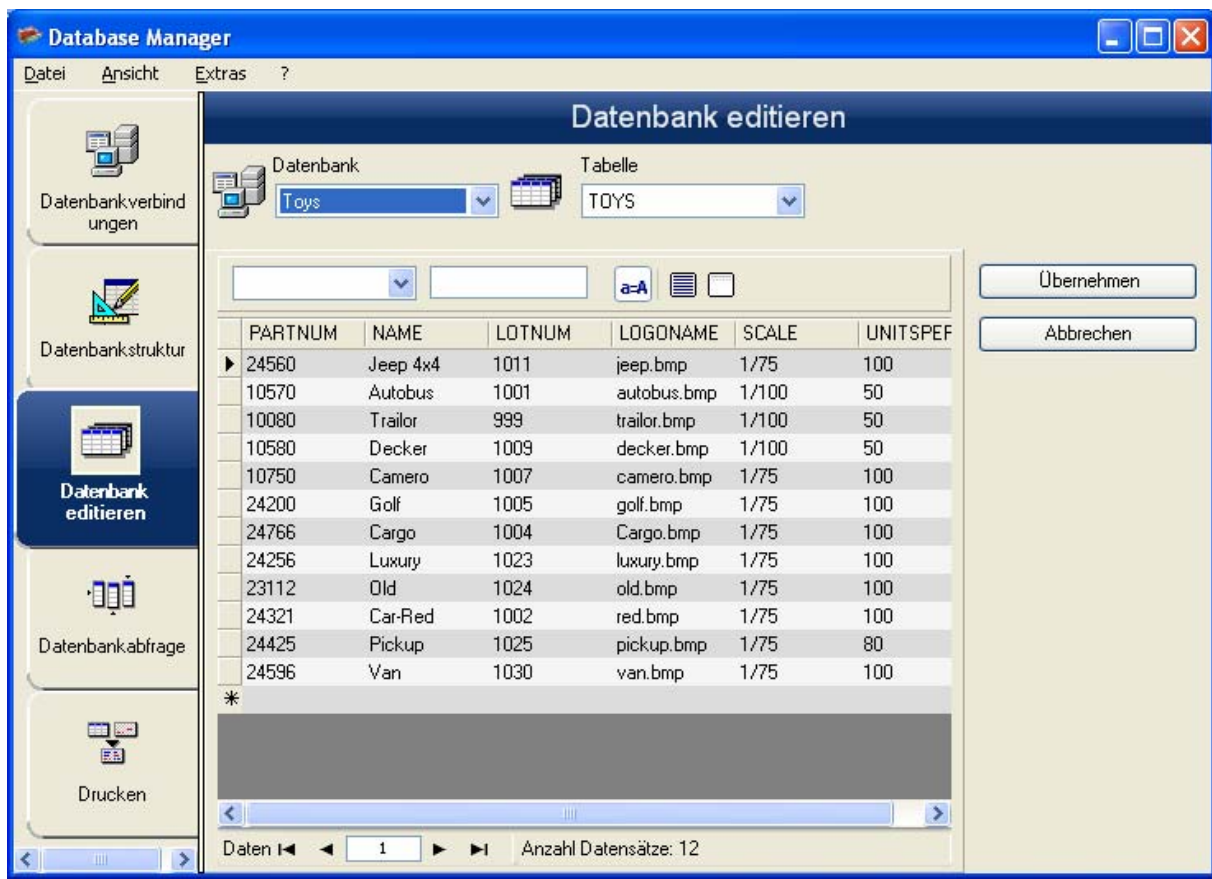 Database Manager
Datei Ansicht Extras ?
Datenbankverbind
ungen
Datenbankstruktur
Datenbank
editieren
Datenbankabfrage
Drucken
Datenbank editieren
Datenbank Tabelle
Toys TOYS
a=A
Übernehmen
Abbrechen
PARTNUM NAME LOTNUM LOGONAME SCALE UNITSPER
24560 Jeep 4x4 1011 jeep.bmp 1/75 100
10570 Autobus 1001 autobus.bmp 1/100 50
10080 Trailor 999 trailor.bmp 1/100 50
10580 Decker 1009 decker.bmp 1/100 50
10750 Camero 1007 camero.bmp 1/75 100
24200 Golf 1005 golf.bmp 1/75 100
24766 Cargo 1004 Cargo.bmp 1/75 100
24256 Luxury 1023 luxury.bmp 1/75 100
23112 Old 1024 old.bmp 1/75 100
24321 Car-Red 1002 red.bmp 1/75 100
24425 Pickup 1025 pickup.bmp 1/75 80
24596 Van 1030 van.bmp 1/75 100
Daten 1 Anzahl Datensätze: 12